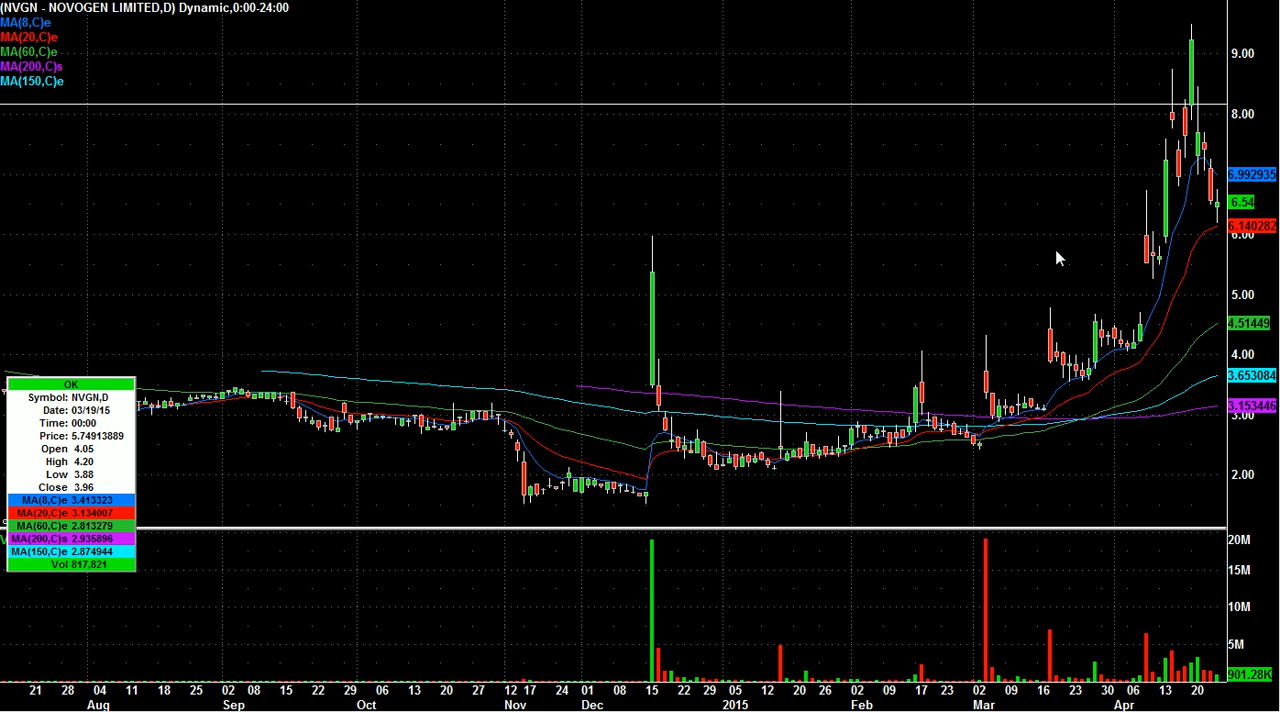 (NVGN - NOVOGEN LIMITED,D) Dynamic,0:00-24:00
MA(8,C)e
MA(20,C)e
MA(60,C)e
MA(200,C)s
MA(150,C)e
9.00
8.00
6.992935
6.54
6.140282
6.00
5.00
4.51449
4.00
3.653084
3.153446
3.00
2.00
OK
Symbol: NVGN,D
Date: 03/19/15
Time: 00:00
Price: 5.74913889
Open 4.05
High 4.20
Low 3.88
Close 3.96
MA(8,C)e 3.413323
MA(20,C)e 3.134007
MA(60,C)e 2.813279
MA(200,C)s 2.935896
MA(150,C)e 2.874944
Vol 817,821
20M
15M
10M
5M
901.28K
21 28 04 11 18 25 02 08 15 22 29 06 13 20 27 12 17 24 01 08 15 22 29 05 12 20 26 02 09 17 23 02 09 16 23 30 06 13 20
Aug Sep Oct Nov Dec 2015 Feb Mar Apr